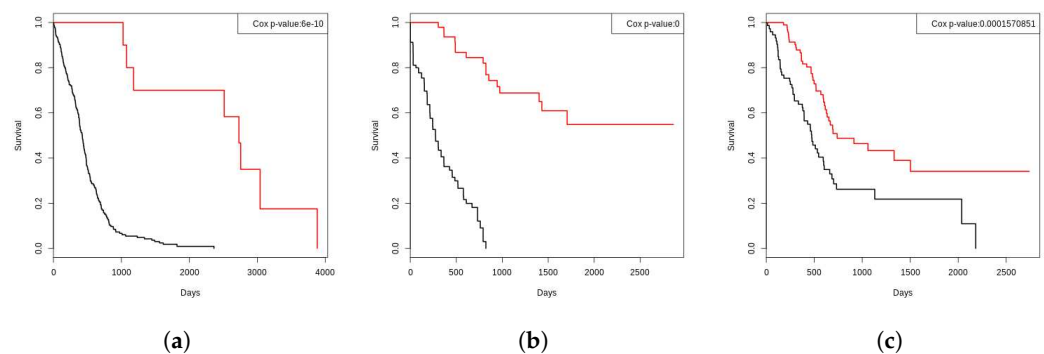 Cox p-value:6e-10
Survival
1.0
0.8
0.6
0.4
0.2
0.0
0 1000 2000 3000 4000
Days
(a)
Cox p-value:0
Survival
1.0
0.8
0.6
0.4
0.2
0.0
0 500 1000 1500 2000 2500
Days
(b)
Cox p-value:0.0001570851
Survival
1.0
0.8
0.6
0.4
0.2
0.0
0 500 1000 1500 2000 2500
Days
(c)